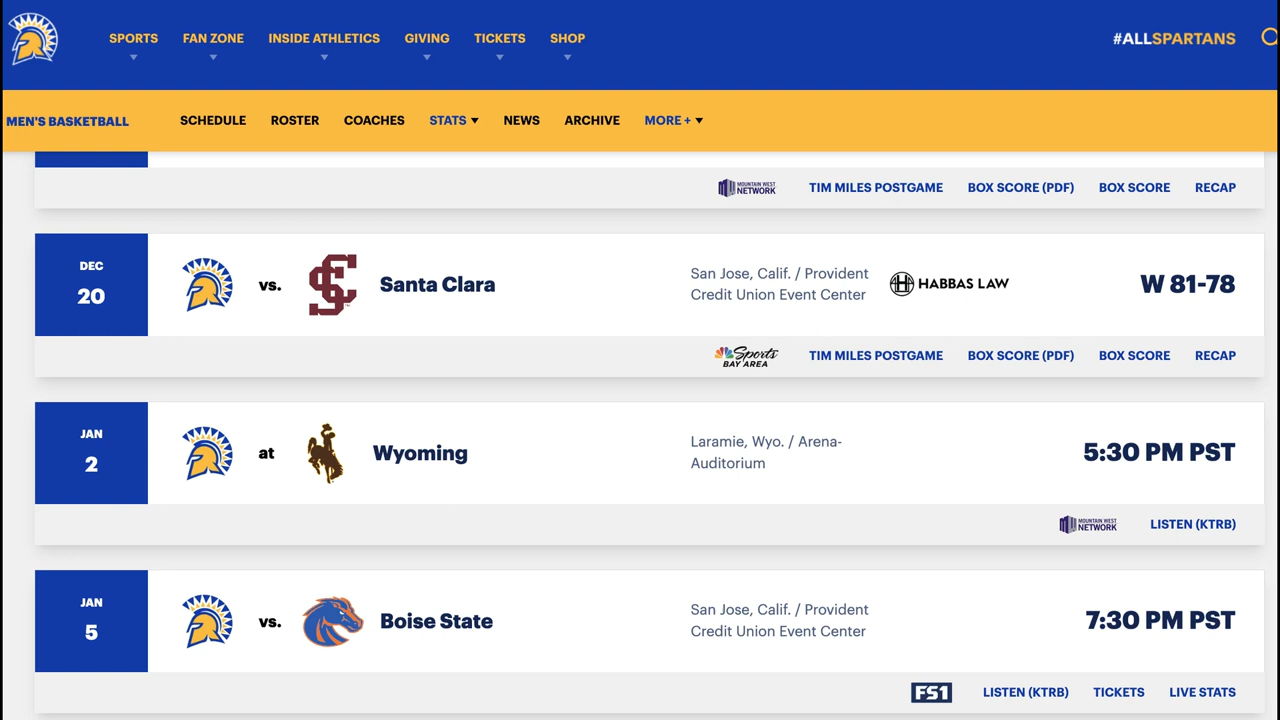 SPORTS FAN ZONE INSIDE ATHLETICS GIVING TICKETS SHOP #ALLSPARTANS
MEN'S BASKETBALL SCHEDULE ROSTER COACHES STATS NEWS ARCHIVE MORE +
MOUNTAIN WEST NETWORK TIM MILES POSTGAME BOX SCORE (PDF) BOX SCORE RECAP
DEC
20
vs. Santa Clara
San Jose, Calif. / Provident
Credit Union Event Center
HABBAS LAW
W 81-78
Sports BAY AREA TIM MILES POSTGAME BOX SCORE (PDF) BOX SCORE RECAP
JAN
2
at Wyoming
Laramie, Wyo. / Arena-
Auditorium
5:30 PM PST
MOUNTAIN WEST NETWORK LISTEN (KTRB)
JAN
5
vs. Boise State
San Jose, Calif. / Provident
Credit Union Event Center
7:30 PM PST
FS1 LISTEN (KTRB) TICKETS LIVE STATS